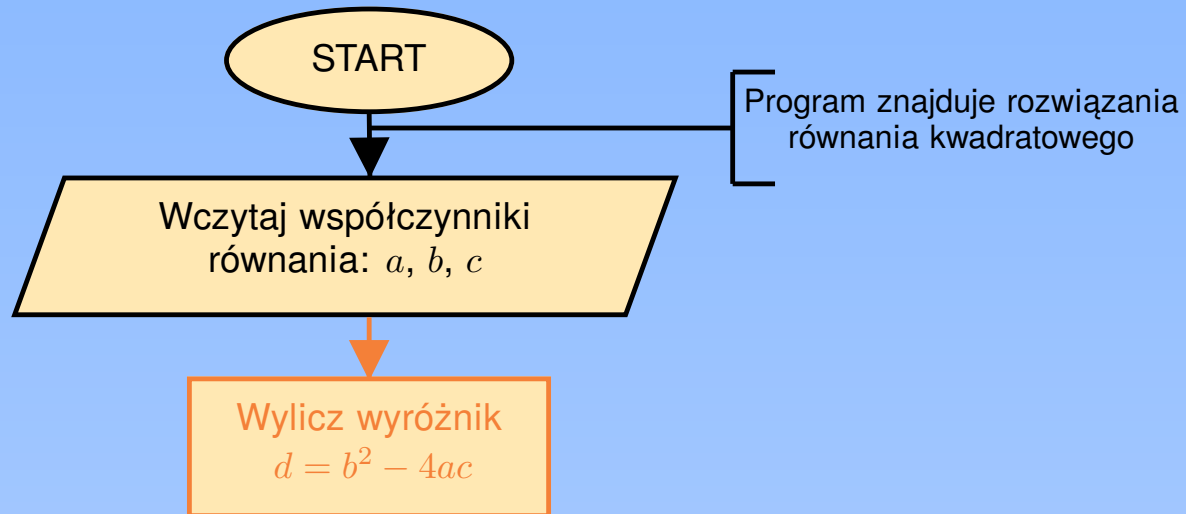 START
Program znajduje rozwiązania
równania kwadratowego
Wczytaj współczynniki
równania: a, b, c
Wylicz wyróżnik
d = b² − 4ac